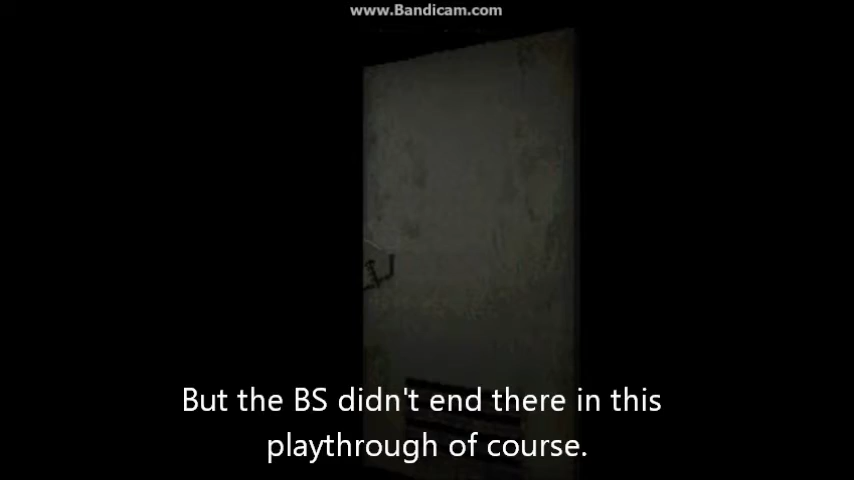 www.Bandicam.com
But the BS didn't end there in this
playthrough of course.